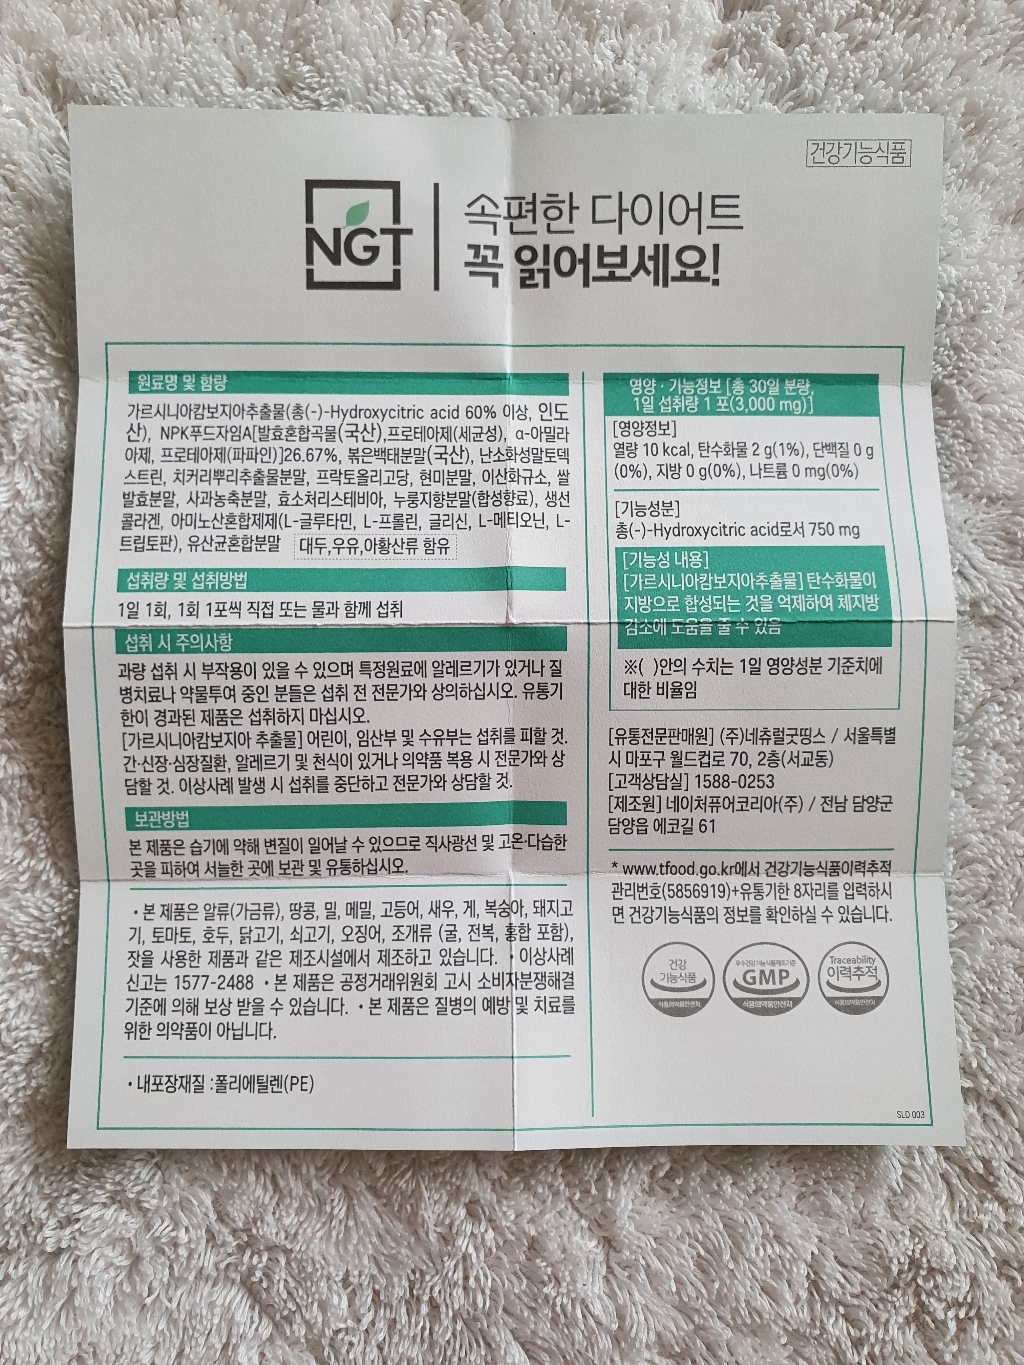 건강기능식품
NGT
속편한 다이어트
꼭 읽어보세요!
원료명 및 함량
가르시니아캄보지아추출물(총(-)-Hydroxycitric acid 60% 이상, 인도
산), NPK푸드자임A[발효혼합곡물(국산),프로테아제(세균성), α-아밀라
아제, 프로테아제(파파인)]26.67%, 볶은백태분말(국산), 난소화성말토덱
스트린, 치커리뿌리추출물분말, 프락토올리고당, 현미분말, 이산화규소, 쌀
발효분말, 사과농축분말, 효소처리스테비아, 누룽지향분말(합성향료), 생선
콜라겐, 아미노산혼합제제(L-글루타민, L-프롤린, 글리신, L-메티오닌, L-
트립토판), 유산균혼합분말 대두,우유,아황산류 함유
섭취량 및 섭취방법
1일 1회, 1회 1포씩 직접 또는 물과 함께 섭취
섭취 시 주의사항
과량 섭취 시 부작용이 있을 수 있으며 특정원료에 알레르기가 있거나 질
병치료나 약물투여 중인 분들은 섭취 전 전문가와 상의하십시오. 유통기
한이 경과된 제품은 섭취하지 마십시오.
[가르시니아캄보지아 추출물] 어린이, 임산부 및 수유부는 섭취를 피할 것.
간·신장·심장질환, 알레르기 및 천식이 있거나 의약품 복용 시 전문가와 상
담할 것. 이상사례 발생 시 섭취를 중단하고 전문가와 상담할 것.
보관방법
본 제품은 습기에 약해 변질이 일어날 수 있으므로 직사광선 및 고온·다습한
곳을 피하여 서늘한 곳에 보관 및 유통하십시오.
• 본 제품은 알류(가금류), 땅콩, 밀, 메밀, 고등어, 새우, 게, 복숭아, 돼지고
기, 토마토, 호두, 닭고기, 쇠고기, 오징어, 조개류 (굴, 전복, 홍합 포함),
잣을 사용한 제품과 같은 제조시설에서 제조하고 있습니다. • 이상사례
신고는 1577-2488 • 본 제품은 공정거래위원회 고시 소비자분쟁해결
기준에 의해 보상 받을 수 있습니다. • 본 제품은 질병의 예방 및 치료를
위한 의약품이 아닙니다.
• 내포장재질 :폴리에틸렌(PE)
영양 · 기능정보 [총 30일 분량,
1일 섭취량 1 포(3,000 mg)]
[영양정보]
열량 10 kcal, 탄수화물 2 g(1%), 단백질 0 g
(0%), 지방 0 g(0%), 나트륨 0 mg(0%)
[기능성분]
총(-)-Hydroxycitric acid로서 750 mg
[기능성 내용]
[가르시니아캄보지아추출물] 탄수화물이
지방으로 합성되는 것을 억제하여 체지방
감소에 도움을 줄 수 있음
※( )안의 수치는 1일 영양성분 기준치에
대한 비율임
[유통전문판매원] (주)네츄럴굿띵스 / 서울특별
시 마포구 월드컵로 70, 2층(서교동)
[고객상담실] 1588-0253
[제조원] 네이처퓨어코리아(주) / 전남 담양군
담양읍 에코길 61
* www.tfood.go.kr에서 건강기능식품이력추적
관리번호(5856919)+유통기한 8자리를 입력하시
면 건강기능식품의 정보를 확인하실 수 있습니다.
건강
기능식품
식품의약품안전처
우수건강기능식품제조기준
GMP
식품의약품안전처
Traceability
이력추적
식품의약품안전처
SLD 003